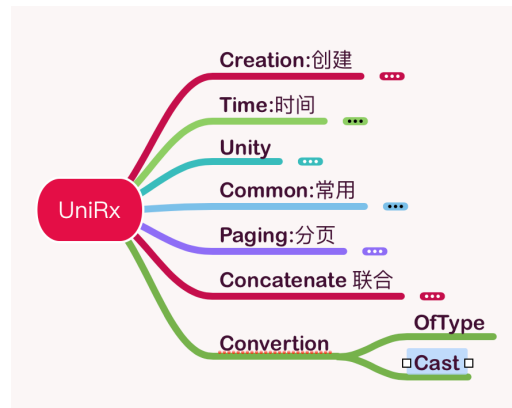 Creation:创建
Time:时间
Unity
UniRx
Common:常用
Paging:分页
Concatenate 联合
OfType
Convertion
Cast